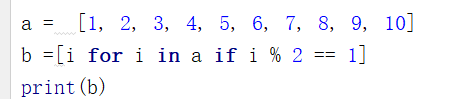 a =  [1, 2, 3, 4, 5, 6, 7, 8, 9, 10]
b =[i for i in a if i % 2 == 1]
print(b)